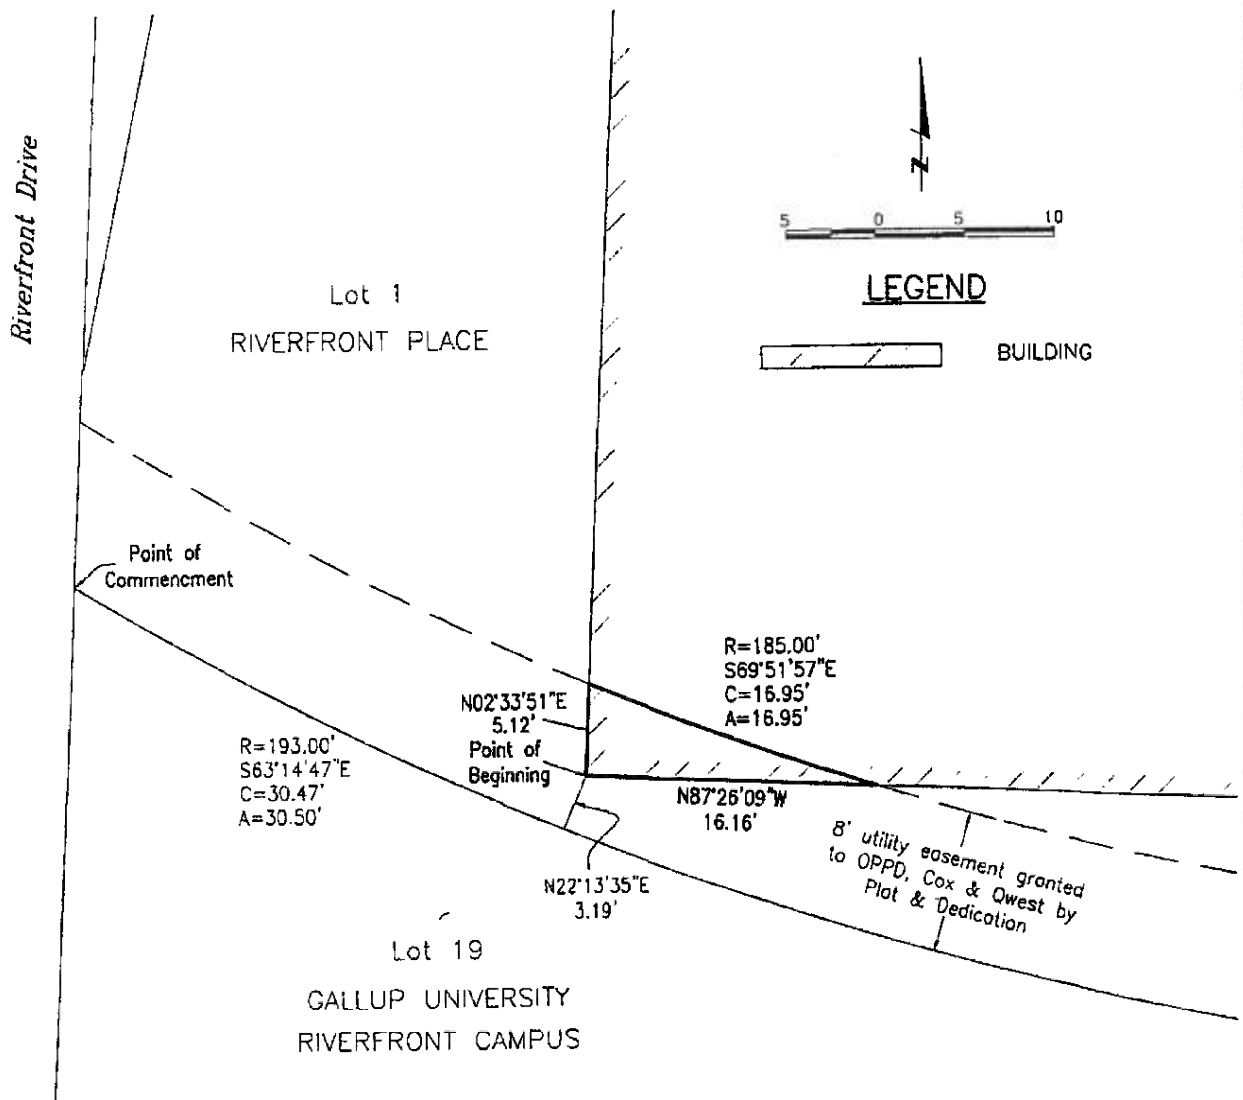 Riverfront Drive
N
5 0 5 10
LEGEND
BUILDING
Lot 1
RIVERFRONT PLACE
Point of
Commencment
R=185.00'
S69°51'57"E
C=16.95'
A=16.95'
N02°33'51"E
5.12'
Point of
Beginning
R=193.00'
S63°14'47"E
C=30.47'
A=30.50'
N87°26'09"W
16.16'
8' utility easement granted
to OPPD, Cox & Qwest by
Plat & Dedication
N22°13'35"E
3.19'
Lot 19
GALLUP UNIVERSITY
RIVERFRONT CAMPUS